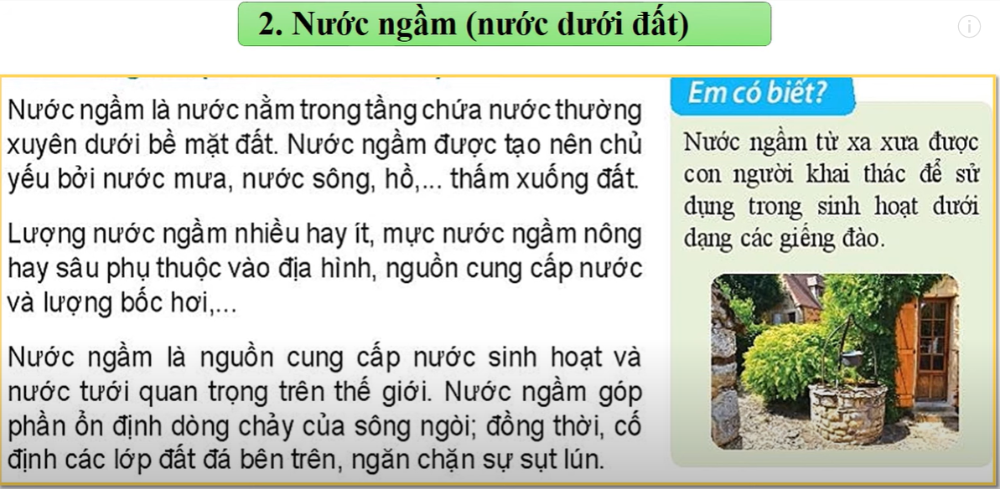 2. Nước ngầm (nước dưới đất)
Nước ngầm là nước nằm trong tầng chứa nước thường
xuyên dưới bề mặt đất. Nước ngầm được tạo nên chủ
yếu bởi nước mưa, nước sông, hồ,... thấm xuống đất.
Lượng nước ngầm nhiều hay ít, mực nước ngầm nông
hay sâu phụ thuộc vào địa hình, nguồn cung cấp nước
và lượng bốc hơi,...
Nước ngầm là nguồn cung cấp nước sinh hoạt và
nước tưới quan trọng trên thế giới. Nước ngầm góp
phần ổn định dòng chảy của sông ngòi; đồng thời, cố
định các lớp đất đá bên trên, ngăn chặn sự sụt lún.
Em có biết?
Nước ngầm từ xa xưa được
con người khai thác để sử
dụng trong sinh hoạt dưới
dạng các giếng đào.